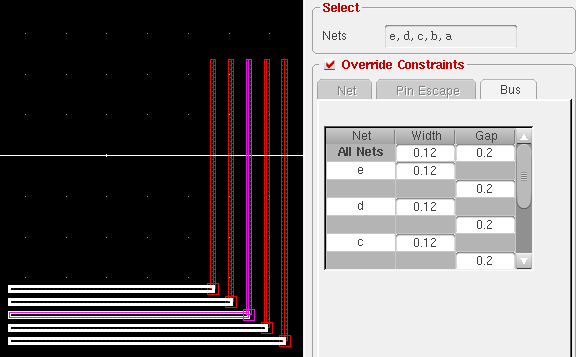 Select
Nets e,d,c,b,a
Override Constraints
Net Pin Escape Bus
Net Width Gap
All Nets 0.12 0.2
e 0.12
0.2
d 0.12
0.2
c 0.12
0.2